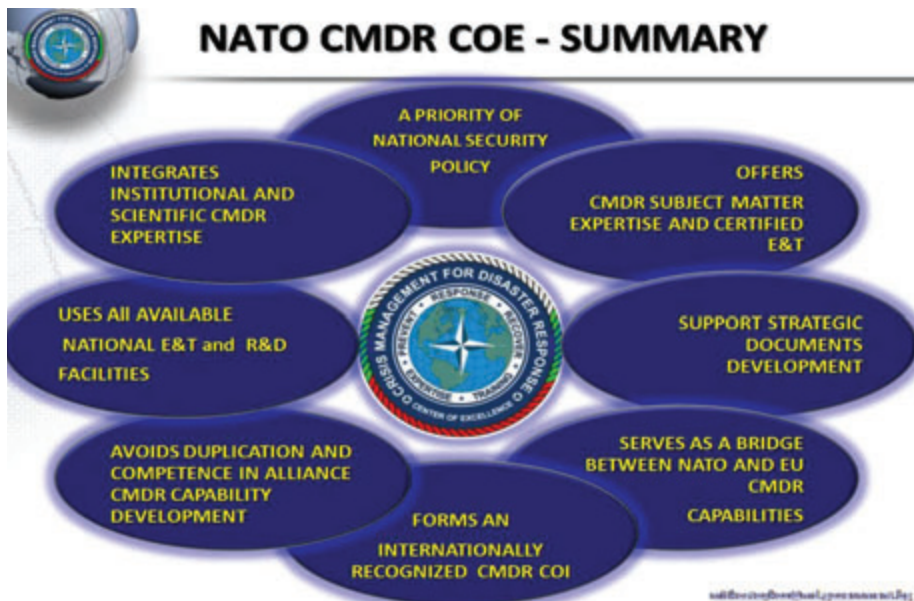 NATO CMDR COE - SUMMARY
A PRIORITY OF
NATIONAL SECURITY
POLICY
OFFERS
CMDR SUBJECT MATTER
EXPERTISE AND CERTIFIED
E&T
SUPPORT STRATEGIC
DOCUMENTS
DEVELOPMENT
SERVES AS A BRIDGE
BETWEEN NATO AND EU
CMDR
CAPABILITIES
FORMS AN
INTERNATIONALLY
RECOGNIZED CMDR COI
AVOIDS DUPLICATION AND
COMPETENCE IN ALLIANCE
CMDR CAPABILITY
DEVELOPMENT
USES All AVAILABLE
NATIONAL E&T and R&D
FACILITIES
INTEGRATES
INSTITUTIONAL AND
SCIENTIFIC CMDR
EXPERTISE
CRISIS MANAGEMENT FOR DISASTER RESPONSE
PREVENT RESPONSE RECOVER
EXPERTISE TRAINING
CENTER OF EXCELLENCE